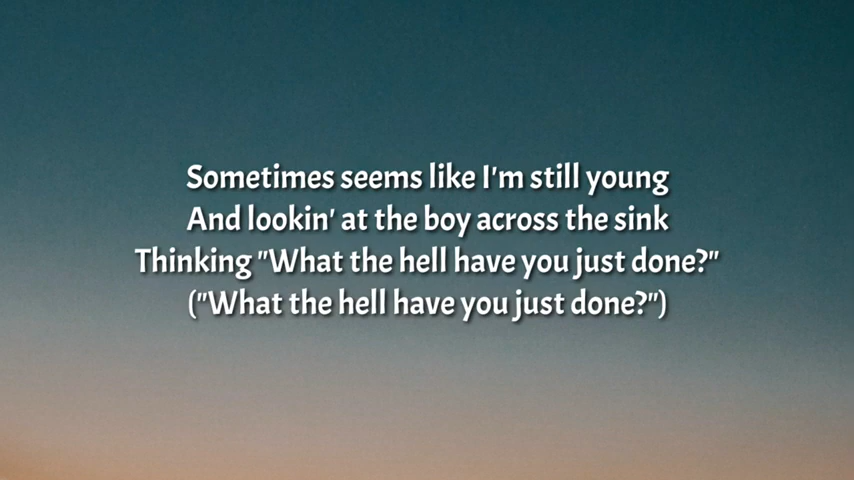 Sometimes seems like I'm still young
And lookin' at the boy across the sink
Thinking "What the hell have you just done?"
("What the hell have you just done?")